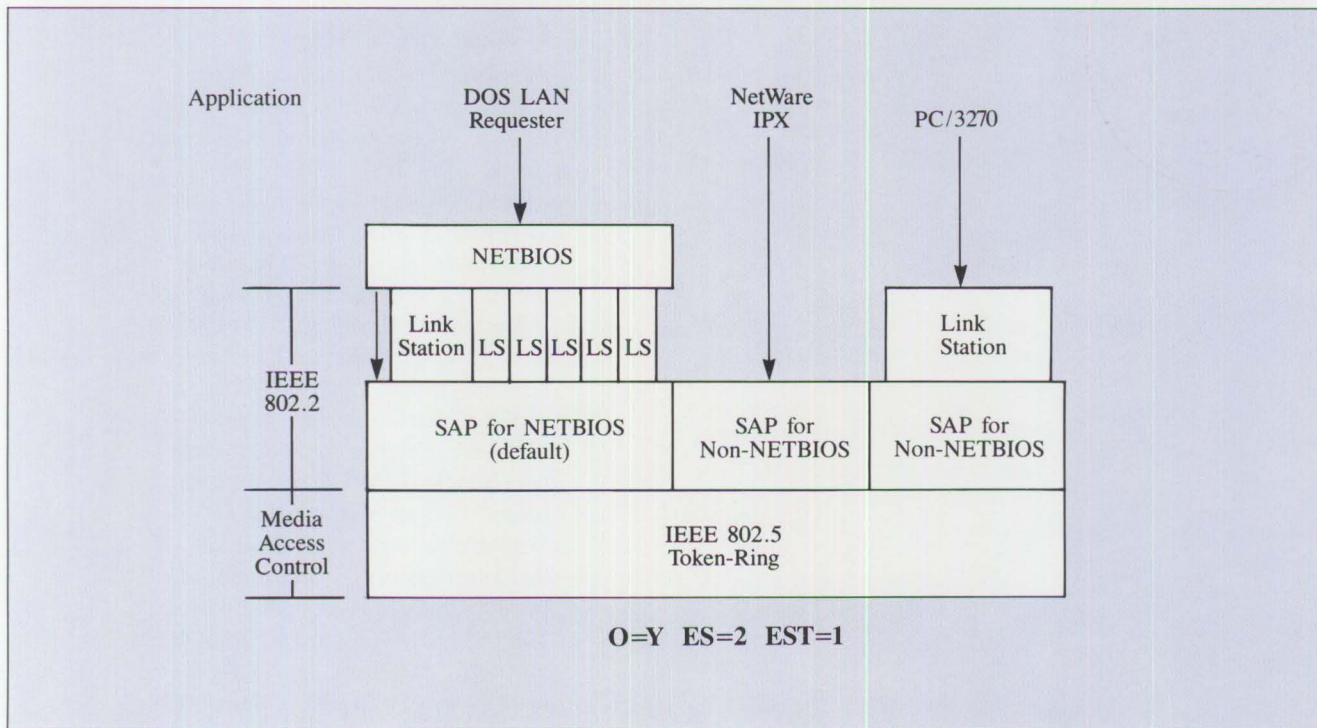 Application
DOS LAN
Requester
NetWare
IPX
PC/3270
NETBIOS
Link
Station
LS
LS
LS
LS
LS
Link
Station
IEEE
802.2
SAP for NETBIOS
(default)
SAP for
Non-NETBIOS
SAP for
Non-NETBIOS
Media
Access
Control
IEEE 802.5
Token-Ring
O=Y ES=2 EST=1